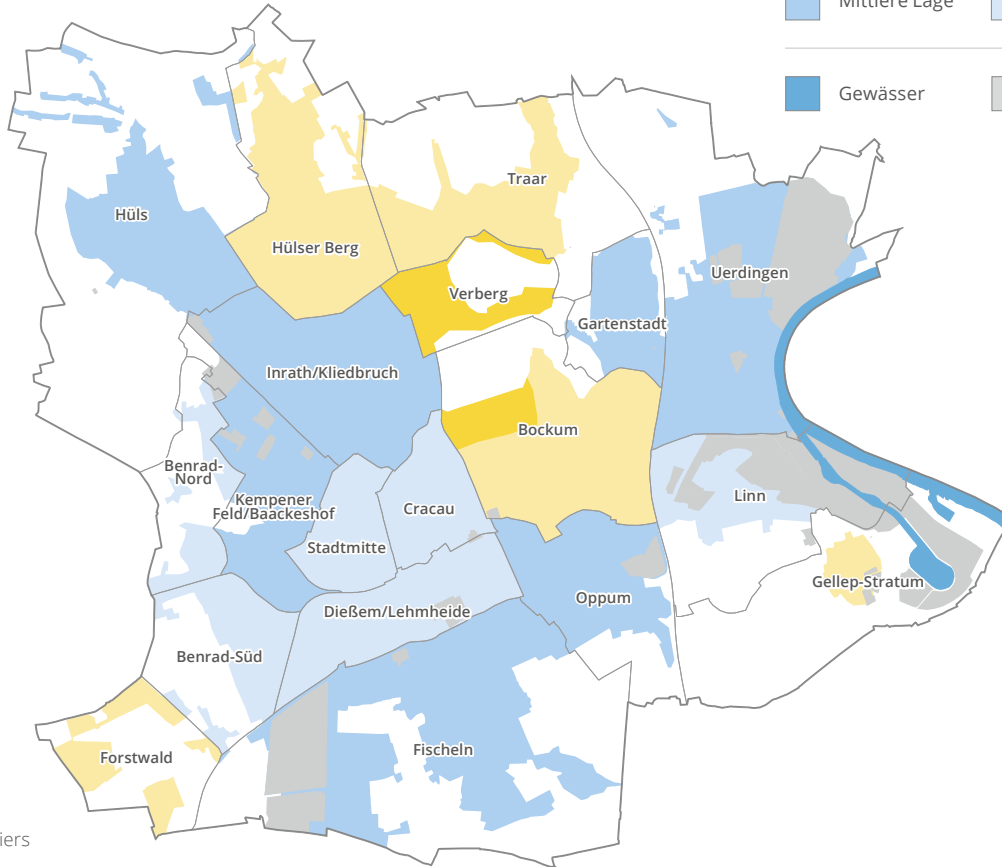 Mittlere Lage
Gewässer
Traar
Hüls
Hülser Berg
Uerdingen
Verberg
Gartenstadt
Inrath/Kliedbruch
Bockum
Benrad-
Nord
Linn
Kempener
Feld/Baackeshof
Cracau
Stadtmitte
Gellep-Stratum
Oppum
Dießem/Lehmheide
Benrad-Süd
Fischeln
Forstwald
iers